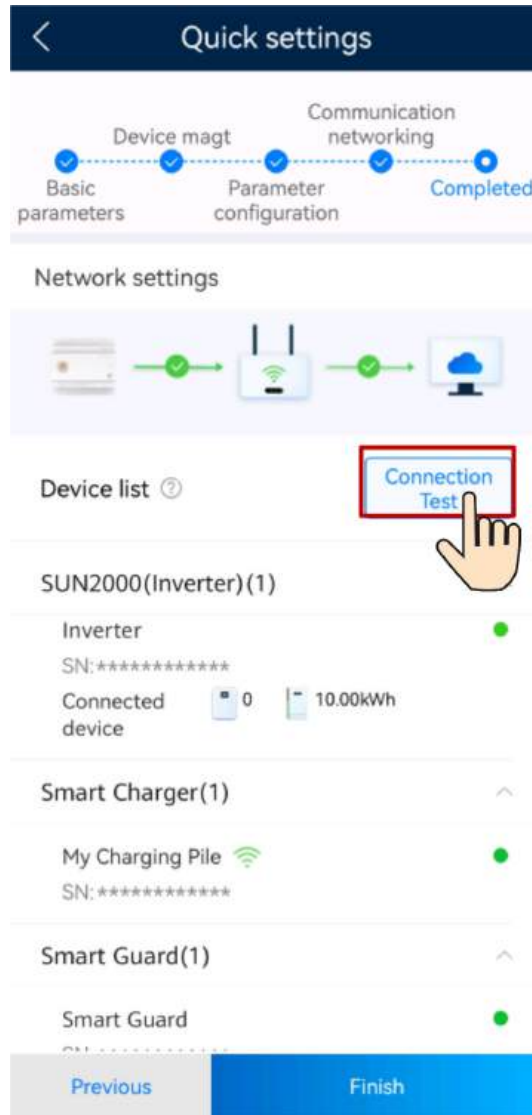 Quick settings
Communication
Device magt networking
Basic Parameter Completed
parameters configuration
Network settings
Device list ?
Connection
Test
SUN2000(Inverter)(1)
Inverter
SN:************
Connected 0 10.00kWh
device
Smart Charger(1)
My Charging Pile
SN:************
Smart Guard(1)
Smart Guard
Previous Finish